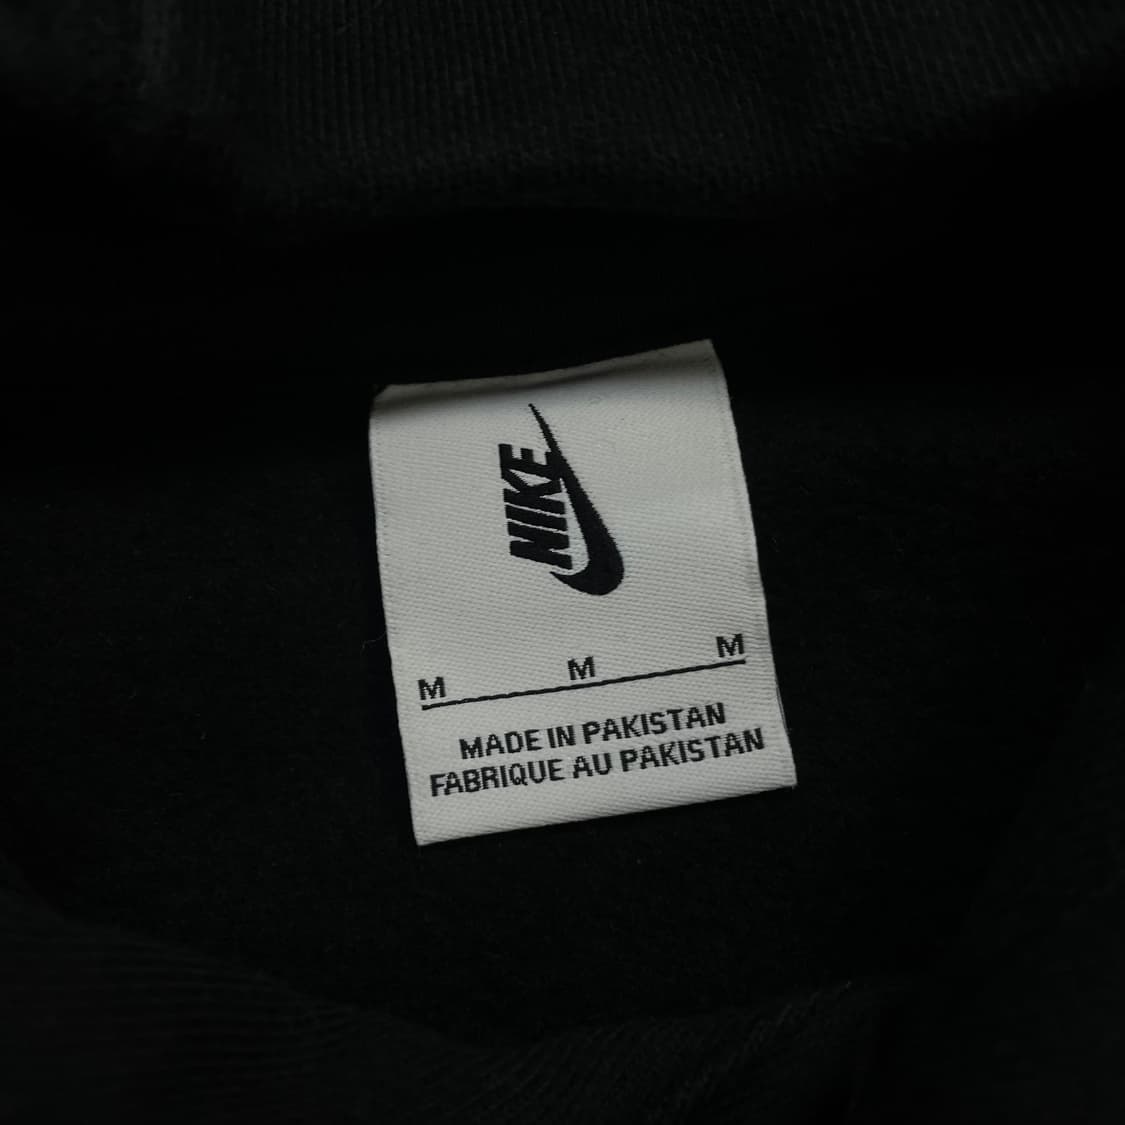 NIKE
M M M
MADE IN PAKISTAN
FABRIQUE AU PAKISTAN